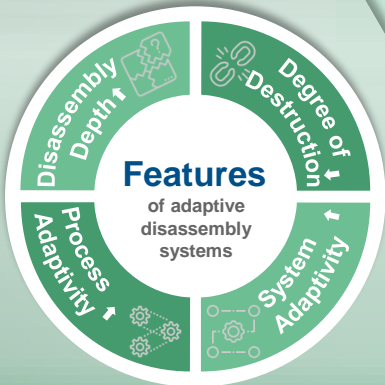 Features
of adaptive
disassembly
systems
Disassembly
Depth⬆
?
Degree of
Destruction⬇
System⬆
Adaptivity
Process
Adaptivity⬆